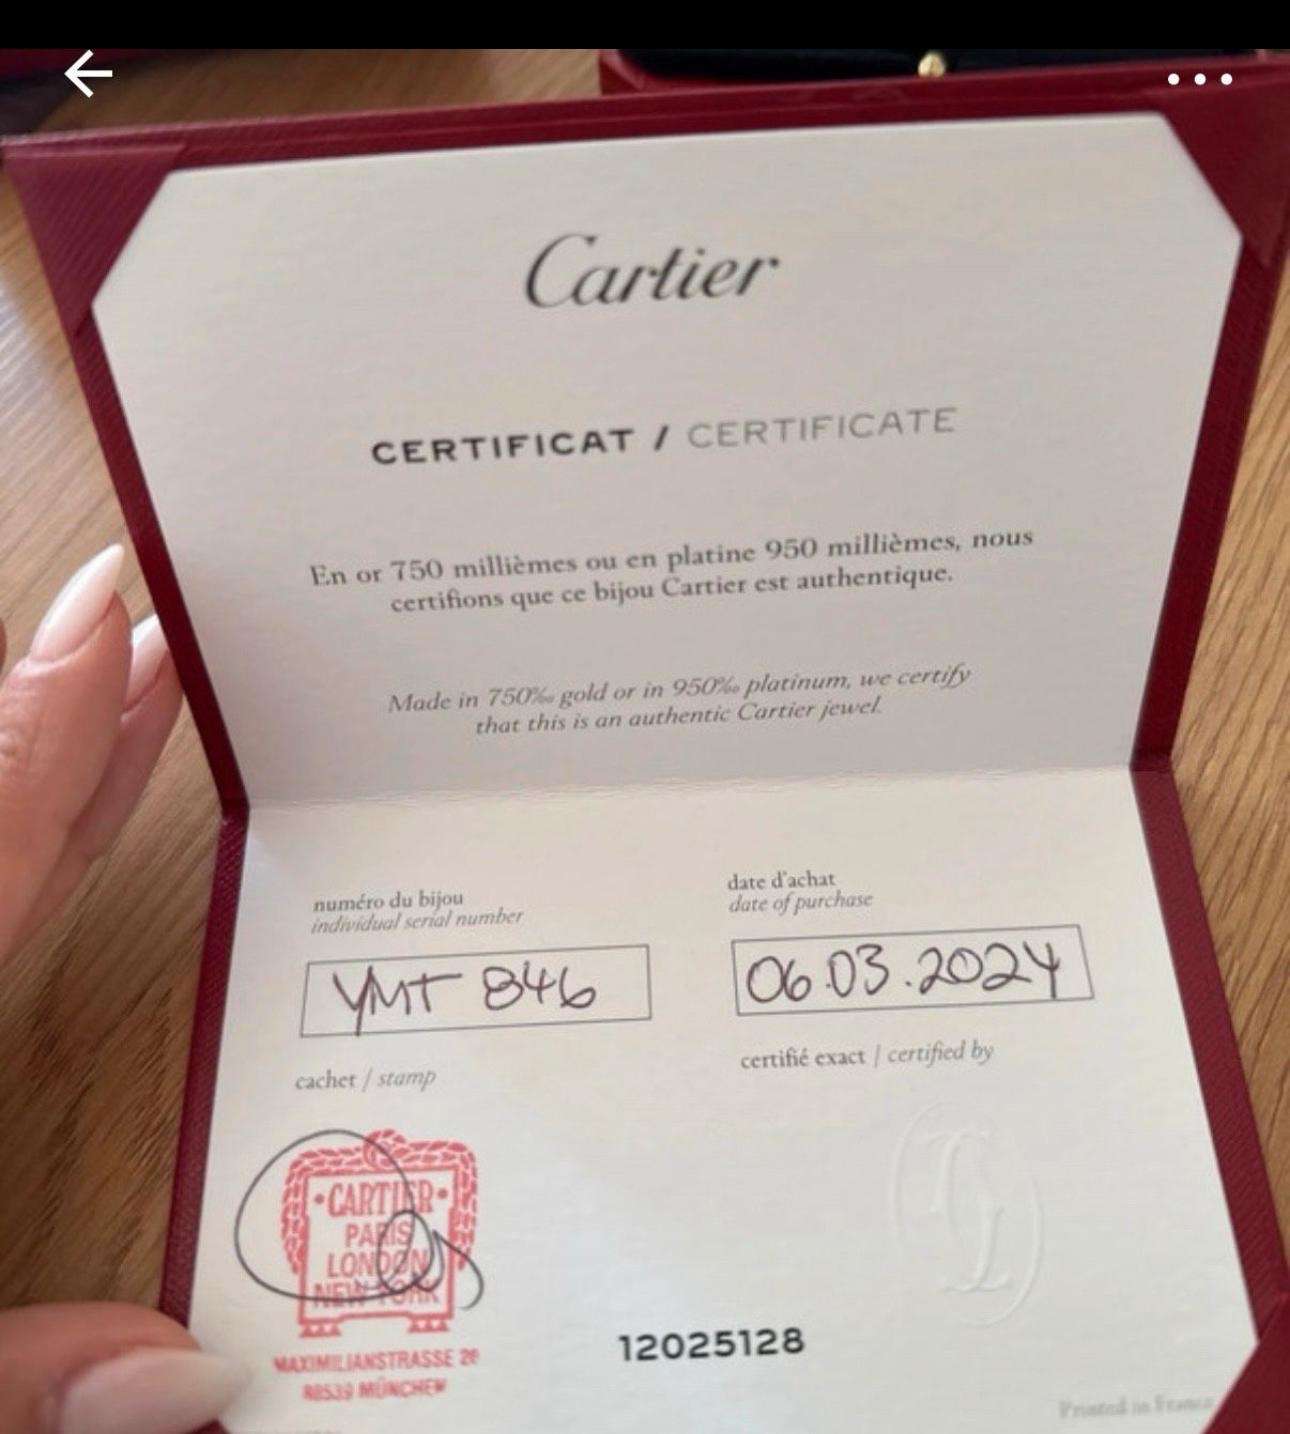 Cartier
CERTIFICAT / CERTIFICATE
En or 750 millièmes ou en platine 950 millièmes, nous
certifions que ce bijou Cartier est authentique.
Made in 750‰ gold or in 950‰ platinum, we certify
that this is an authentic Cartier jewel.
numéro du bijou
individual serial number
YMT 846
date d'achat
date of purchase
06.03.2024
cachet / stamp
certifié exact / certified by
·CARTIER·
PARIS
LONDON
NEW-YORK
MAXIMILIANSTRASSE 20
80539 MÜNCHEN
12025128
Printed in France